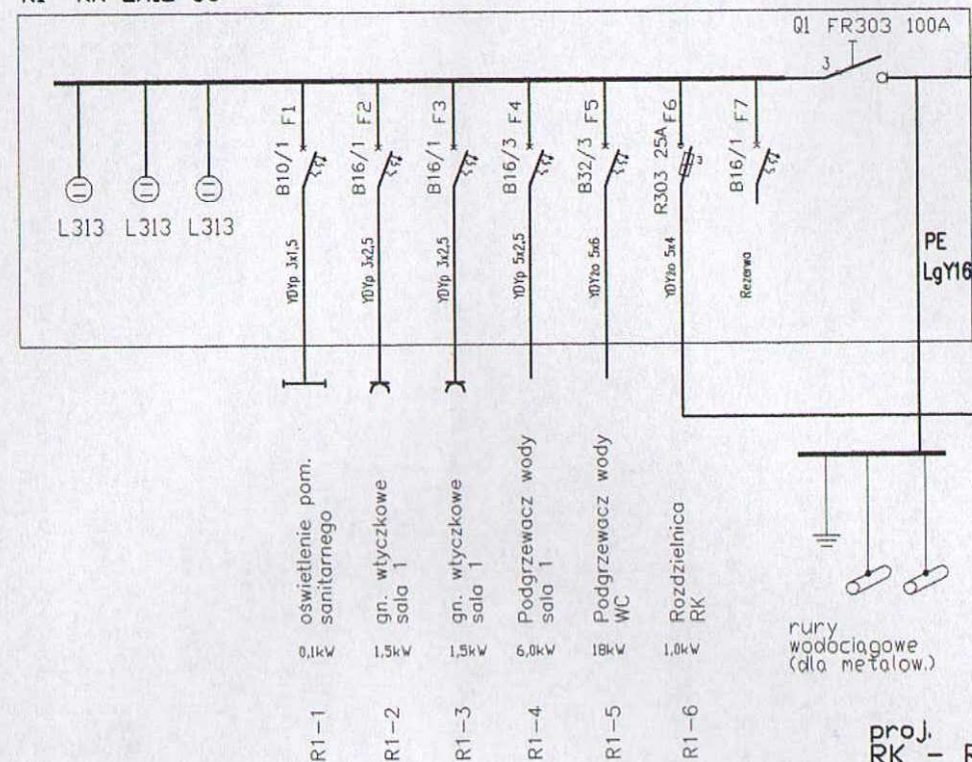 Q1 FR303 100A
3
F1
F2
F3
F4
F5
F6
F7
B10/1
B16/1
B16/1
B16/3
B32/3
R303 25A
3
B16/1
L313
L313
L313
YDYp 3x1,5
YDYp 3x2,5
YDYp 3x2,5
YDYp 5x2,5
YDYżo 5x6
YDYżo 5x4
Rezerwa
PE
LgY16
oświetlenie pom.
sanitarnego
gn. wtyczkowe
sala 1
gn. wtyczkowe
sala 1
Podgrzewacz wody
sala 1
Podgrzewacz wody
WC
Rozdzielnica
RK
0,1kW
1,5kW
1,5kW
6,0kW
18kW
1,0kW
rury
wodociągowe
(dla metalow.)
R1-1
R1-2
R1-3
R1-4
R1-5
R1-6
proj.
RK -